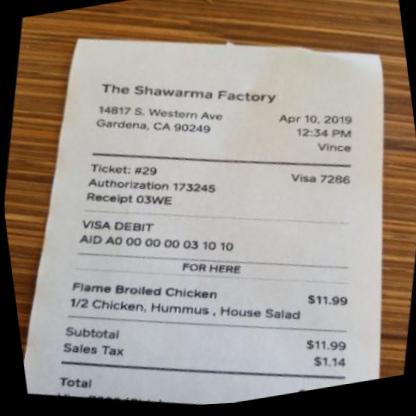 The Shawarma Factory
14817 S. Western Ave
Gardena, CA 90249
Apr 10, 2019
12:34 PM
Vince
Ticket: #29
Visa 7286
Authorization 173245
Receipt 03WE
VISA DEBIT
AID A0 00 00 00 03 10 10
FOR HERE
Flame Broiled Chicken $11.99
1/2 Chicken, Hummus , House Salad
Subtotal $11.99
Sales Tax $1.14
Total